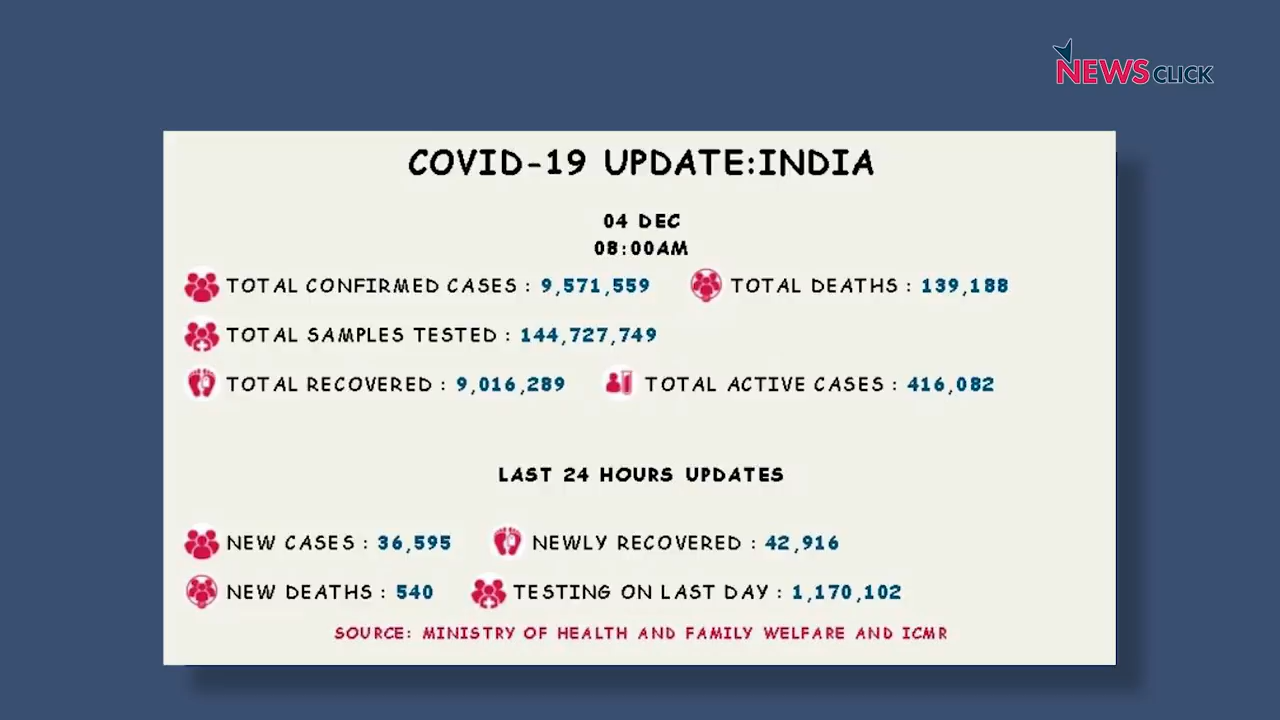 NEWSCLICK
COVID-19 UPDATE:INDIA
04 DEC
08:00AM
TOTAL CONFIRMED CASES : 9,571,559 TOTAL DEATHS : 139,188
TOTAL SAMPLES TESTED : 144,727,749
TOTAL RECOVERED : 9,016,289 TOTAL ACTIVE CASES : 416,082
LAST 24 HOURS UPDATES
NEW CASES : 36,595 NEWLY RECOVERED : 42,916
NEW DEATHS : 540 TESTING ON LAST DAY : 1,170,102
SOURCE: MINISTRY OF HEALTH AND FAMILY WELFARE AND ICMR